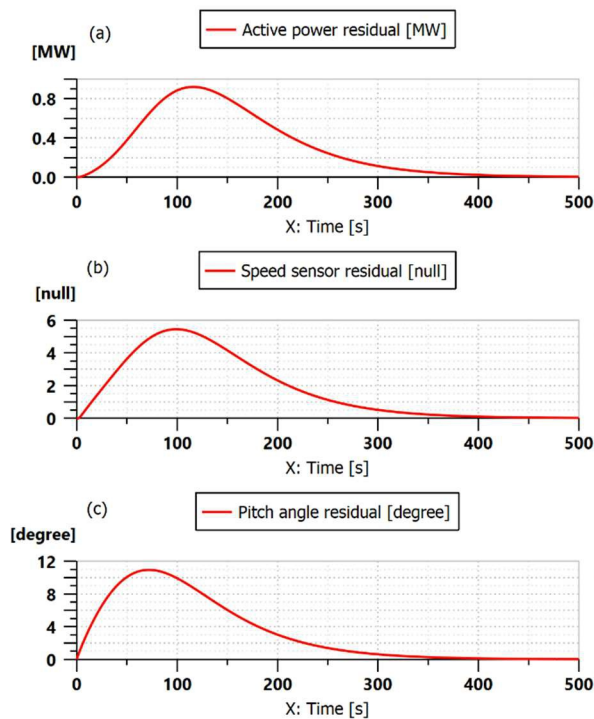 (a)
Active power residual [MW]
[MW]
0.8
0.4
0.0
0 100 200 300 400 500
X: Time [s]
(b)
Speed sensor residual [null]
[null]
6
4
2
0
0 100 200 300 400 500
X: Time [s]
(c)
Pitch angle residual [degree]
[degree]
12
8
4
0
0 100 200 300 400 500
X: Time [s]